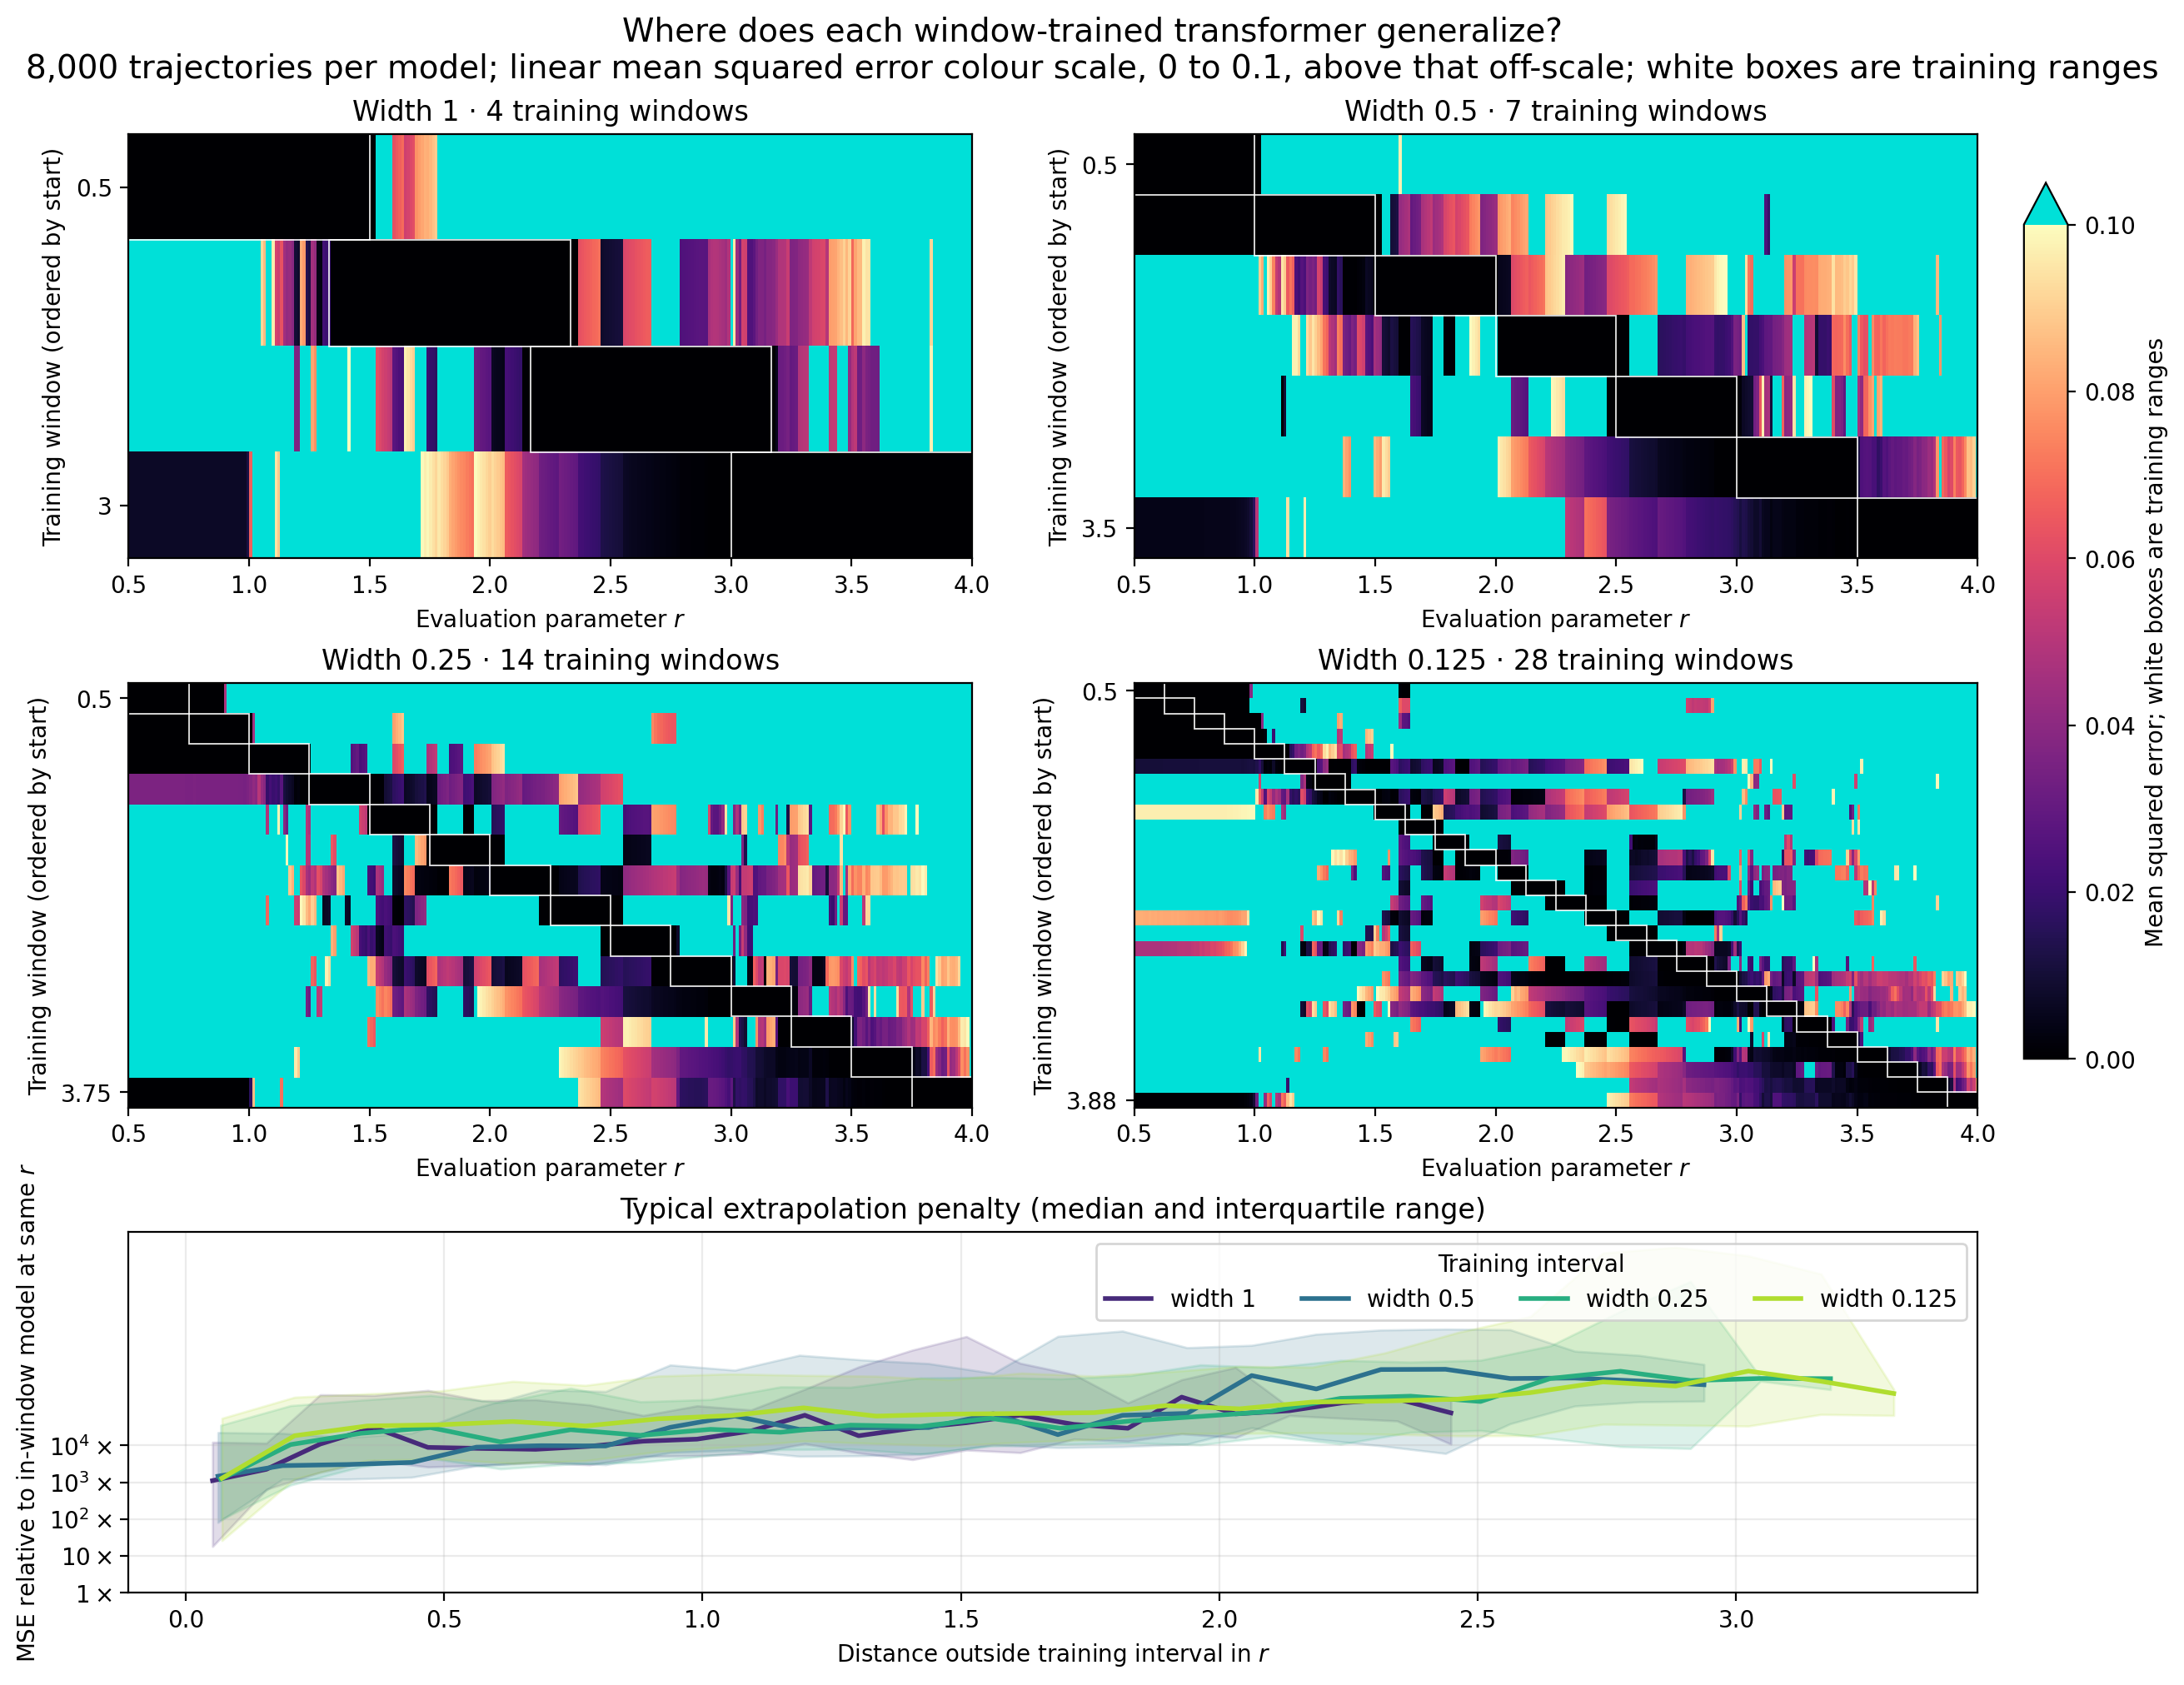 Where does each window-trained transformer generalize?
8,000 trajectories per model; linear mean squared error colour scale, 0 to 0.1, above that off-scale; white boxes are training ranges
Width 1 · 4 training windows
Training window (ordered by start)
0.5
3
0.5 1.0 1.5 2.0 2.5 3.0 3.5 4.0
Evaluation parameter r
Width 0.5 · 7 training windows
Training window (ordered by start)
0.5
3.5
0.5 1.0 1.5 2.0 2.5 3.0 3.5 4.0
Evaluation parameter r
0.10
0.08
0.06
0.04
0.02
0.00
Mean squared error; white boxes are training ranges
Width 0.25 · 14 training windows
Training window (ordered by start)
0.5
3.75
0.5 1.0 1.5 2.0 2.5 3.0 3.5 4.0
Evaluation parameter r
Width 0.125 · 28 training windows
Training window (ordered by start)
0.5
3.88
0.5 1.0 1.5 2.0 2.5 3.0 3.5 4.0
Evaluation parameter r
Typical extrapolation penalty (median and interquartile range)
MSE relative to in-window model at same r
10⁴ ×
10³ ×
10² ×
10 ×
1 ×
Training interval
width 1 width 0.5 width 0.25 width 0.125
0.0 0.5 1.0 1.5 2.0 2.5 3.0
Distance outside training interval in r